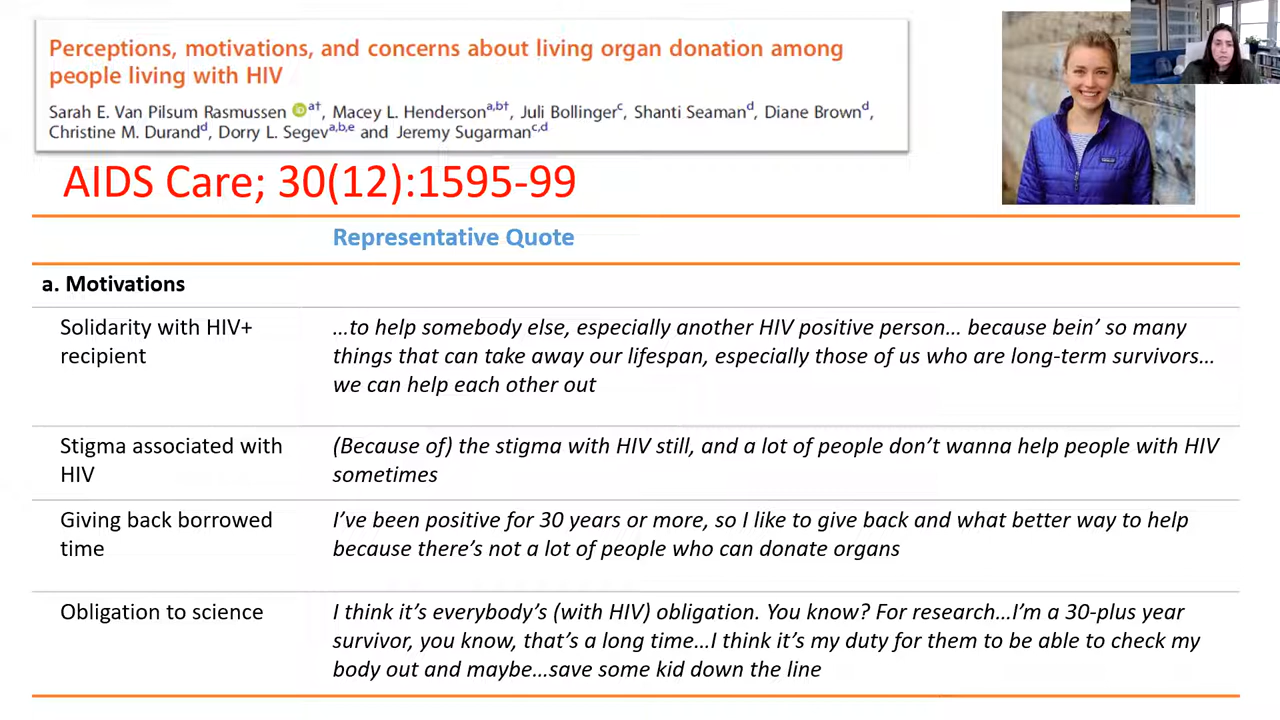 Perceptions, motivations, and concerns about living organ donation among
people living with HIV
Sarah E. Van Pilsum Rasmussen iD a†, Macey L. Henderson a,b†, Juli Bollinger c, Shanti Seaman d, Diane Brown d,
Christine M. Durand d, Dorry L. Segev a,b,e and Jeremy Sugarman c,d
AIDS Care; 30(12):1595-99
Representative Quote
a. Motivations
Solidarity with HIV+
recipient
…to help somebody else, especially another HIV positive person… because bein’ so many
things that can take away our lifespan, especially those of us who are long-term survivors…
we can help each other out
Stigma associated with
HIV
(Because of) the stigma with HIV still, and a lot of people don’t wanna help people with HIV
sometimes
Giving back borrowed
time
I’ve been positive for 30 years or more, so I like to give back and what better way to help
because there’s not a lot of people who can donate organs
Obligation to science
I think it’s everybody’s (with HIV) obligation. You know? For research…I’m a 30-plus year
survivor, you know, that’s a long time…I think it’s my duty for them to be able to check my
body out and maybe…save some kid down the line